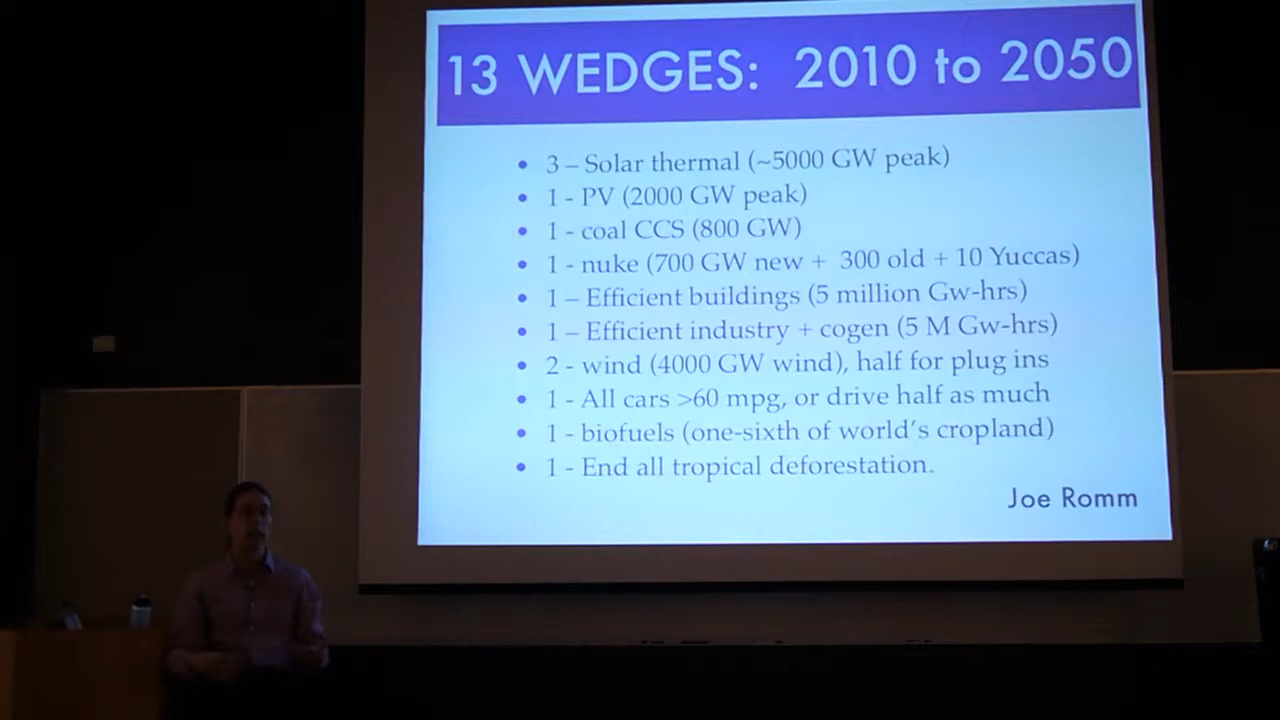 13 WEDGES: 2010 to 2050
• 3 – Solar thermal (~5000 GW peak)
• 1 - PV (2000 GW peak)
• 1 - coal CCS (800 GW)
• 1 - nuke (700 GW new + 300 old + 10 Yuccas)
• 1 – Efficient buildings (5 million Gw-hrs)
• 1 – Efficient industry + cogen (5 M Gw-hrs)
• 2 - wind (4000 GW wind), half for plug ins
• 1 - All cars >60 mpg, or drive half as much
• 1 - biofuels (one-sixth of world's cropland)
• 1 - End all tropical deforestation.
Joe Romm